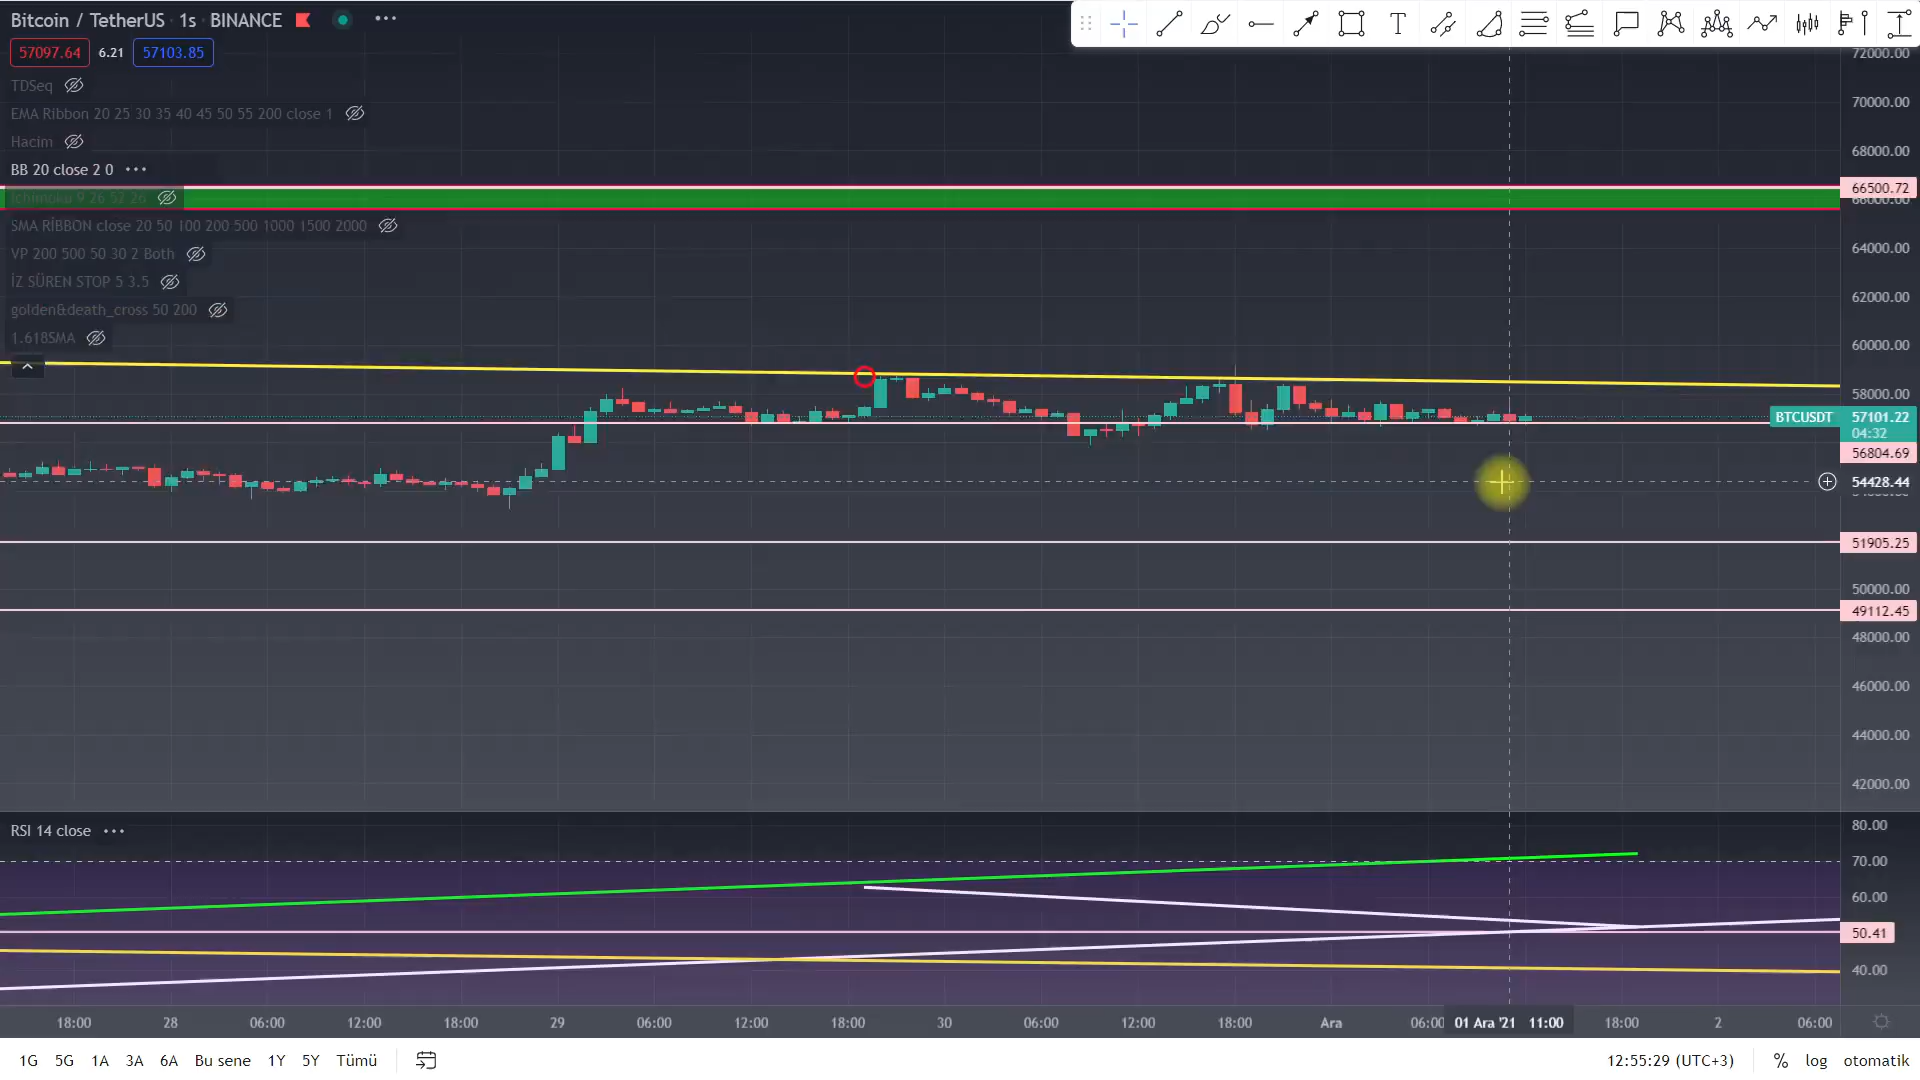 Bitcoin / TetherUS · 1s · BINANCE
57097.64 6.21 57103.85
TDSeq
EMA Ribbon 20 25 30 35 40 45 50 55 200 close 1
Hacim
BB 20 close 2 0
Ichimoku 9 26 52 26
SMA RİBBON close 20 50 100 200 500 1000 1500 2000
VP 200 500 50 30 2 Both
İZ SÜREN STOP 5 3.5
golden&death_cross 50 200
1.618SMA
72000.00
70000.00
68000.00
66500.72
66000.00
64000.00
62000.00
60000.00
58000.00
BTCUSDT 57101.22
04:32
56804.69
54428.44
51905.25
50000.00
49112.45
48000.00
46000.00
44000.00
42000.00
RSI 14 close
80.00
70.00
60.00
50.41
40.00
18:00 28 06:00 12:00 18:00 29 06:00 12:00 18:00 30 06:00 12:00 18:00 Ara 06:00 01 Ara '21 11:00 18:00 2 06:00
1G 5G 1A 3A 6A Bu sene 1Y 5Y Tümü 12:55:29 (UTC+3) % log otomatik